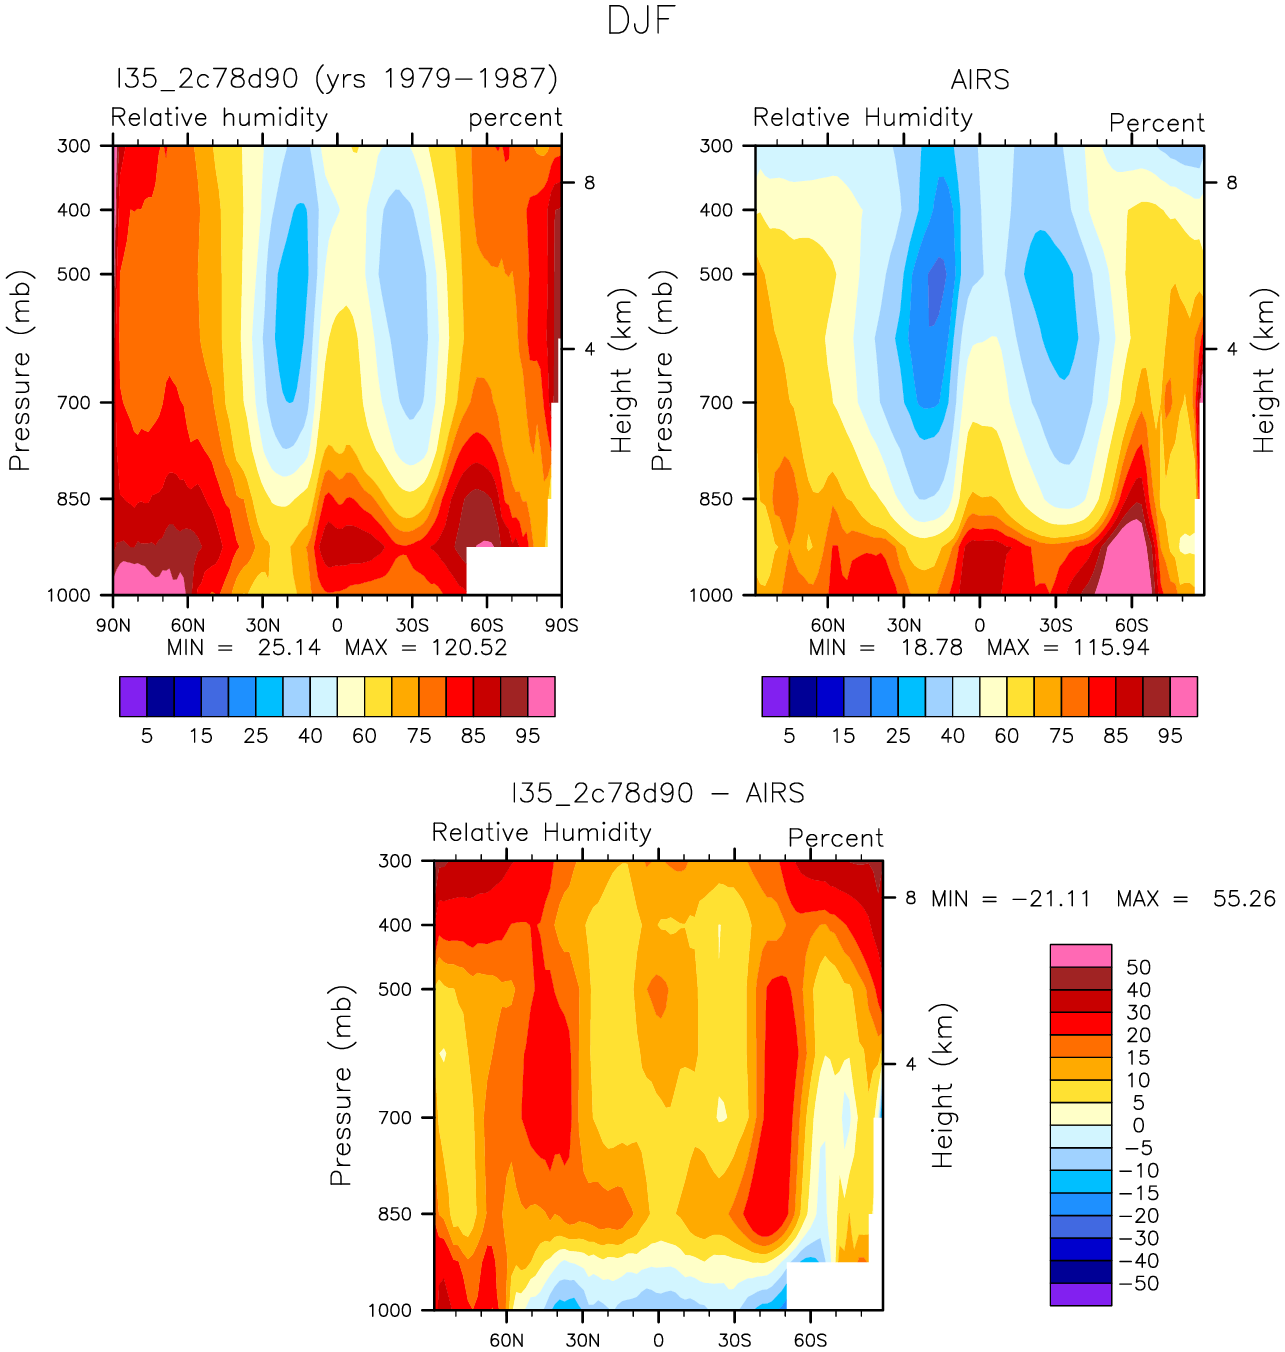 DJF
I35_2c78d90 (yrs 1979−1987)
Relative humidity percent
300
400
500
700
850
1000
Pressure (mb)
8
4
Height (km)
90N 60N 30N 0 30S 60S 90S
MIN = 25.14 MAX = 120.52
5 15 25 40 60 75 85 95
AIRS
Relative Humidity Percent
300
400
500
700
850
1000
Pressure (mb)
8
4
Height (km)
60N 30N 0 30S 60S
MIN = 18.78 MAX = 115.94
5 15 25 40 60 75 85 95
I35_2c78d90 − AIRS
Relative Humidity Percent
300
400
500
700
850
1000
Pressure (mb)
8
4
Height (km)
60N 30N 0 30S 60S
MIN = −21.11 MAX = 55.26
50
40
30
20
15
10
5
0
−5
−10
−15
−20
−30
−40
−50